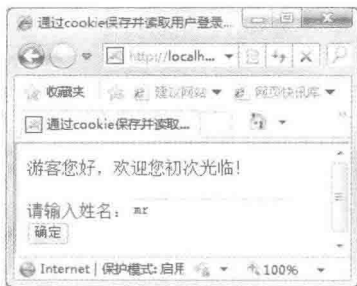 通过cookie保存并读取用户登录...
http://localh...
收藏夹 建议网站 网页快讯库
通过cookie保存并读取...
游客您好，欢迎您初次光临！
请输入姓名： mr
确定
Internet | 保护模式: 启用 100%